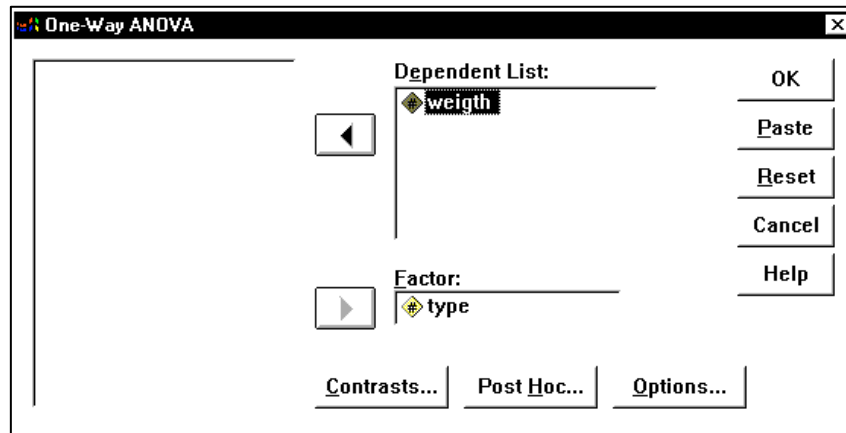 One-Way ANOVA
Dependent List:
# weigth
OK
Paste
Reset
Cancel
Help
Factor:
# type
Contrasts...
Post Hoc...
Options...